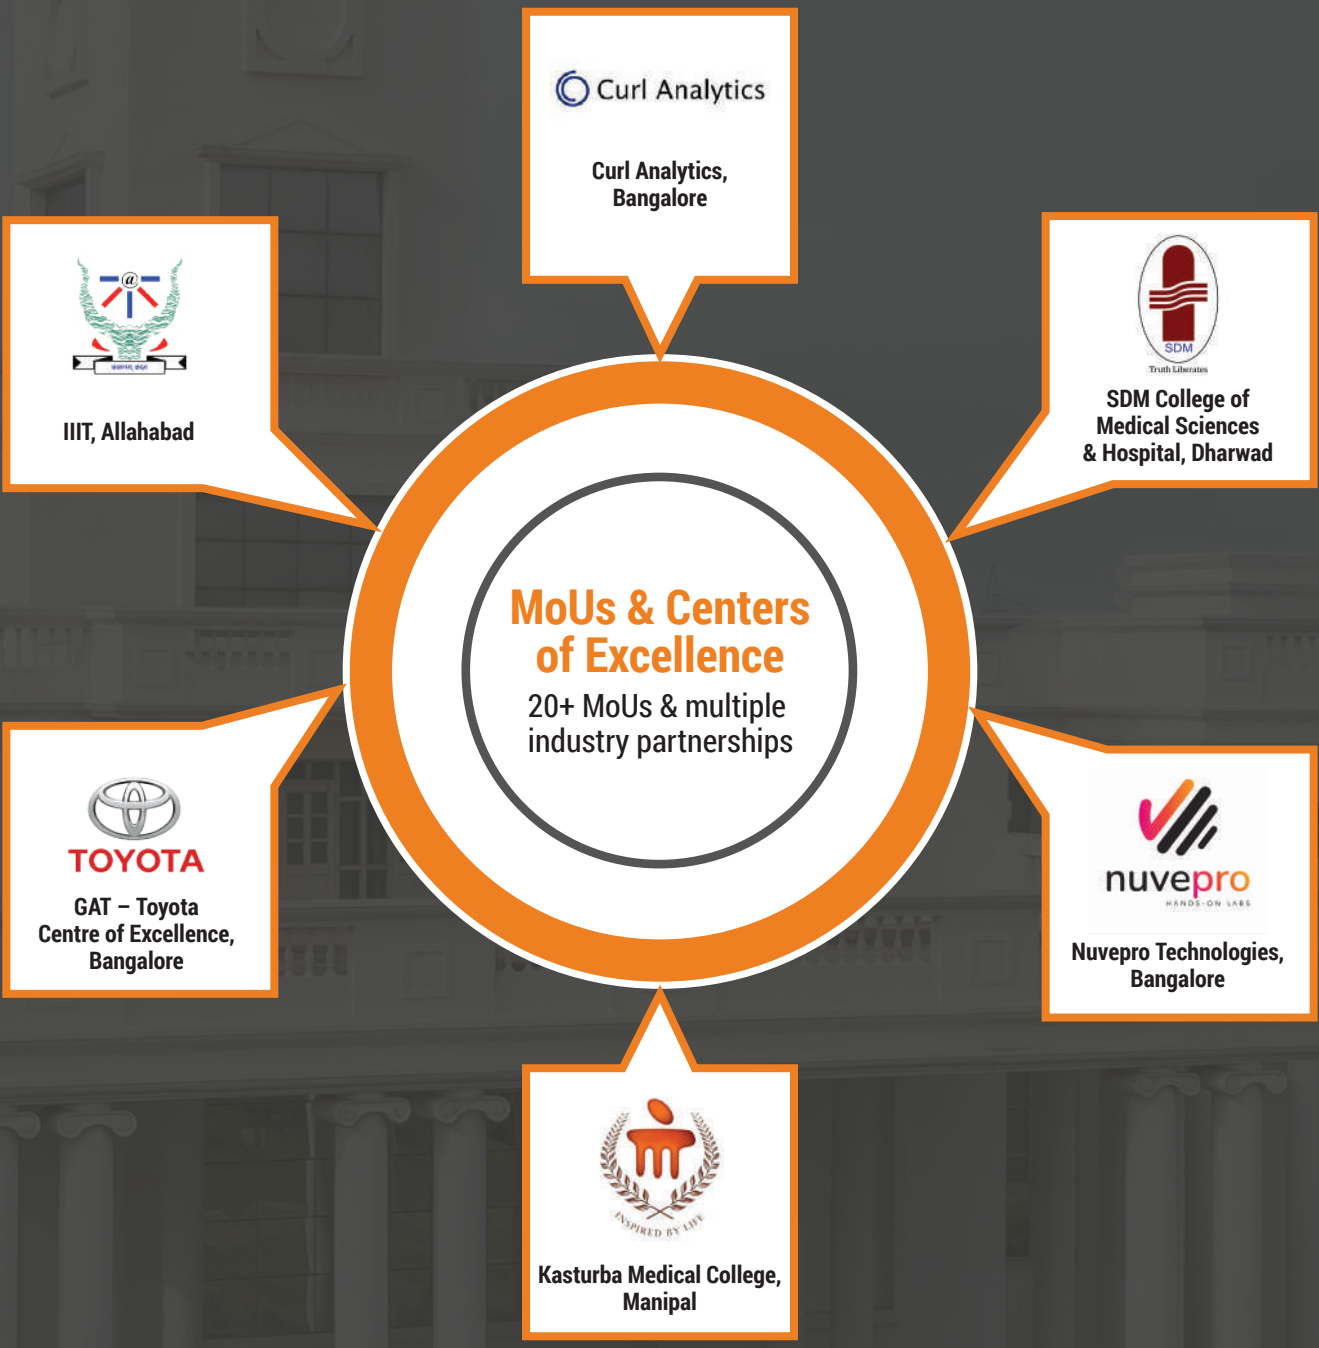 Curl Analytics
Curl Analytics,
Bangalore
@
IIIT, Allahabad
SDM
Truth Liberates
SDM College of
Medical Sciences
& Hospital, Dharwad
MoUs & Centers
of Excellence
20+ MoUs & multiple
industry partnerships
TOYOTA
GAT – Toyota
Centre of Excellence,
Bangalore
nuvepro
HANDS-ON LABS
Nuvepro Technologies,
Bangalore
INSPIRED BY LIFE
Kasturba Medical College,
Manipal